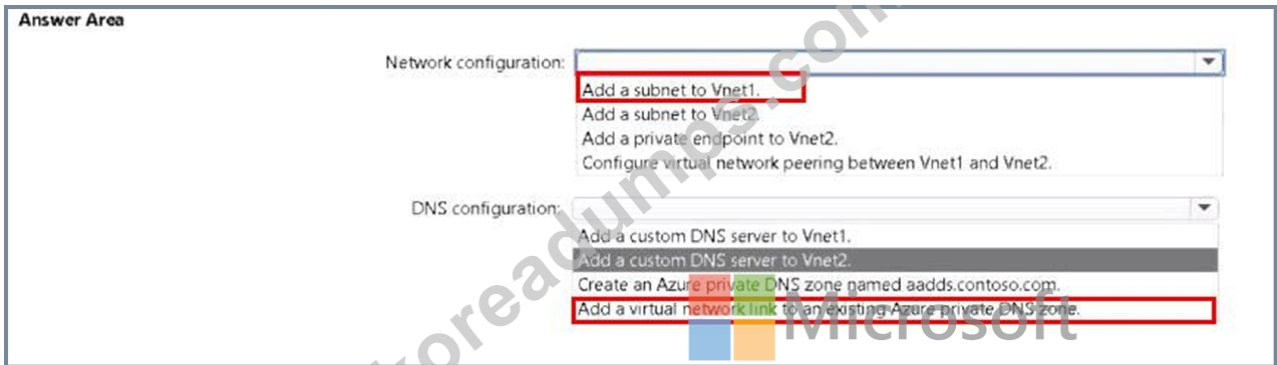 Answer Area
Network configuration:
Add a subnet to Vnet1.
Add a subnet to Vnet2.
Add a private endpoint to Vnet2.
Configure virtual network peering between Vnet1 and Vnet2.
DNS configuration:
Add a custom DNS server to Vnet1.
Add a custom DNS server to Vnet2.
Create an Azure private DNS zone named aadds.contoso.com.
Add a virtual network link to an existing Azure private DNS zone.
Microsoft
koreadumps.com